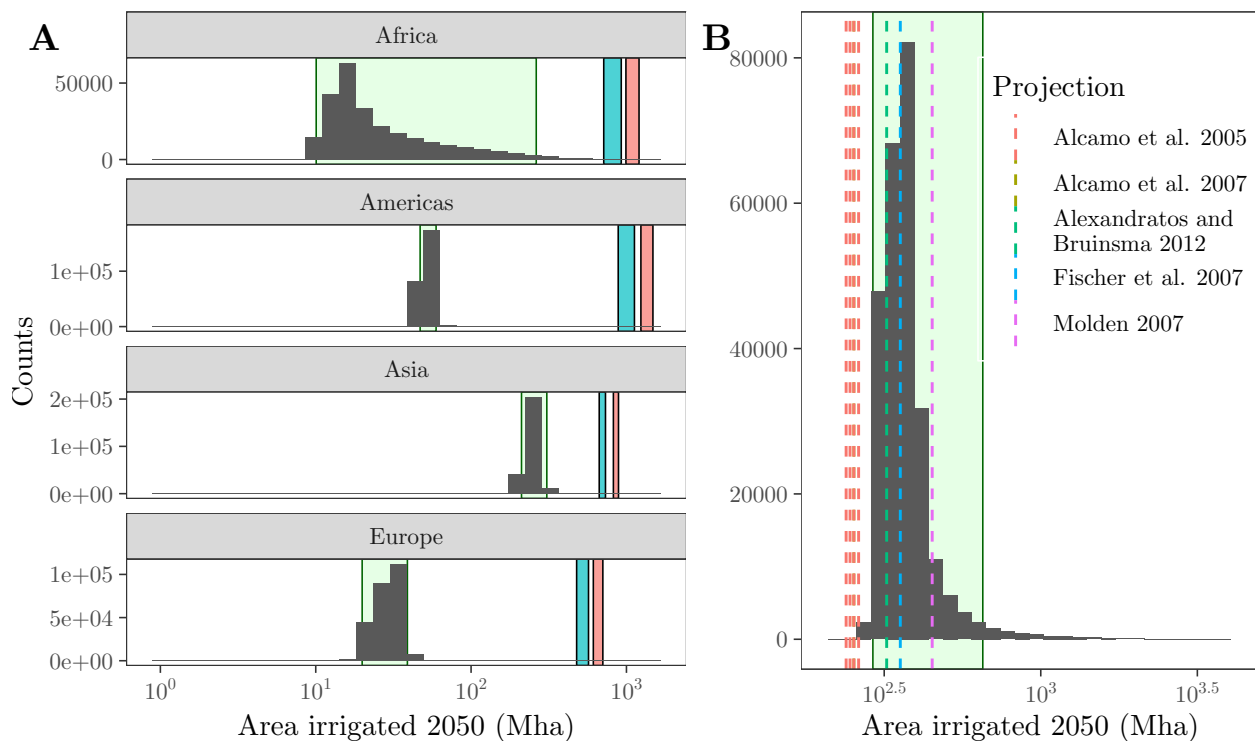 A
Africa
50000
0
Americas
1e+05
0e+00
Asia
2e+05
1e+05
0e+00
Europe
1e+05
5e+04
0e+00
Counts
10^0
10^1
10^2
10^3
Area irrigated 2050 (Mha)
B
80000
60000
40000
20000
0
Projection
Alcamo et al. 2005
Alcamo et al. 2007
Alexandratos and
Bruinsma 2012
Fischer et al. 2007
Molden 2007
10^2.5
10^3
10^3.5
Area irrigated 2050 (Mha)